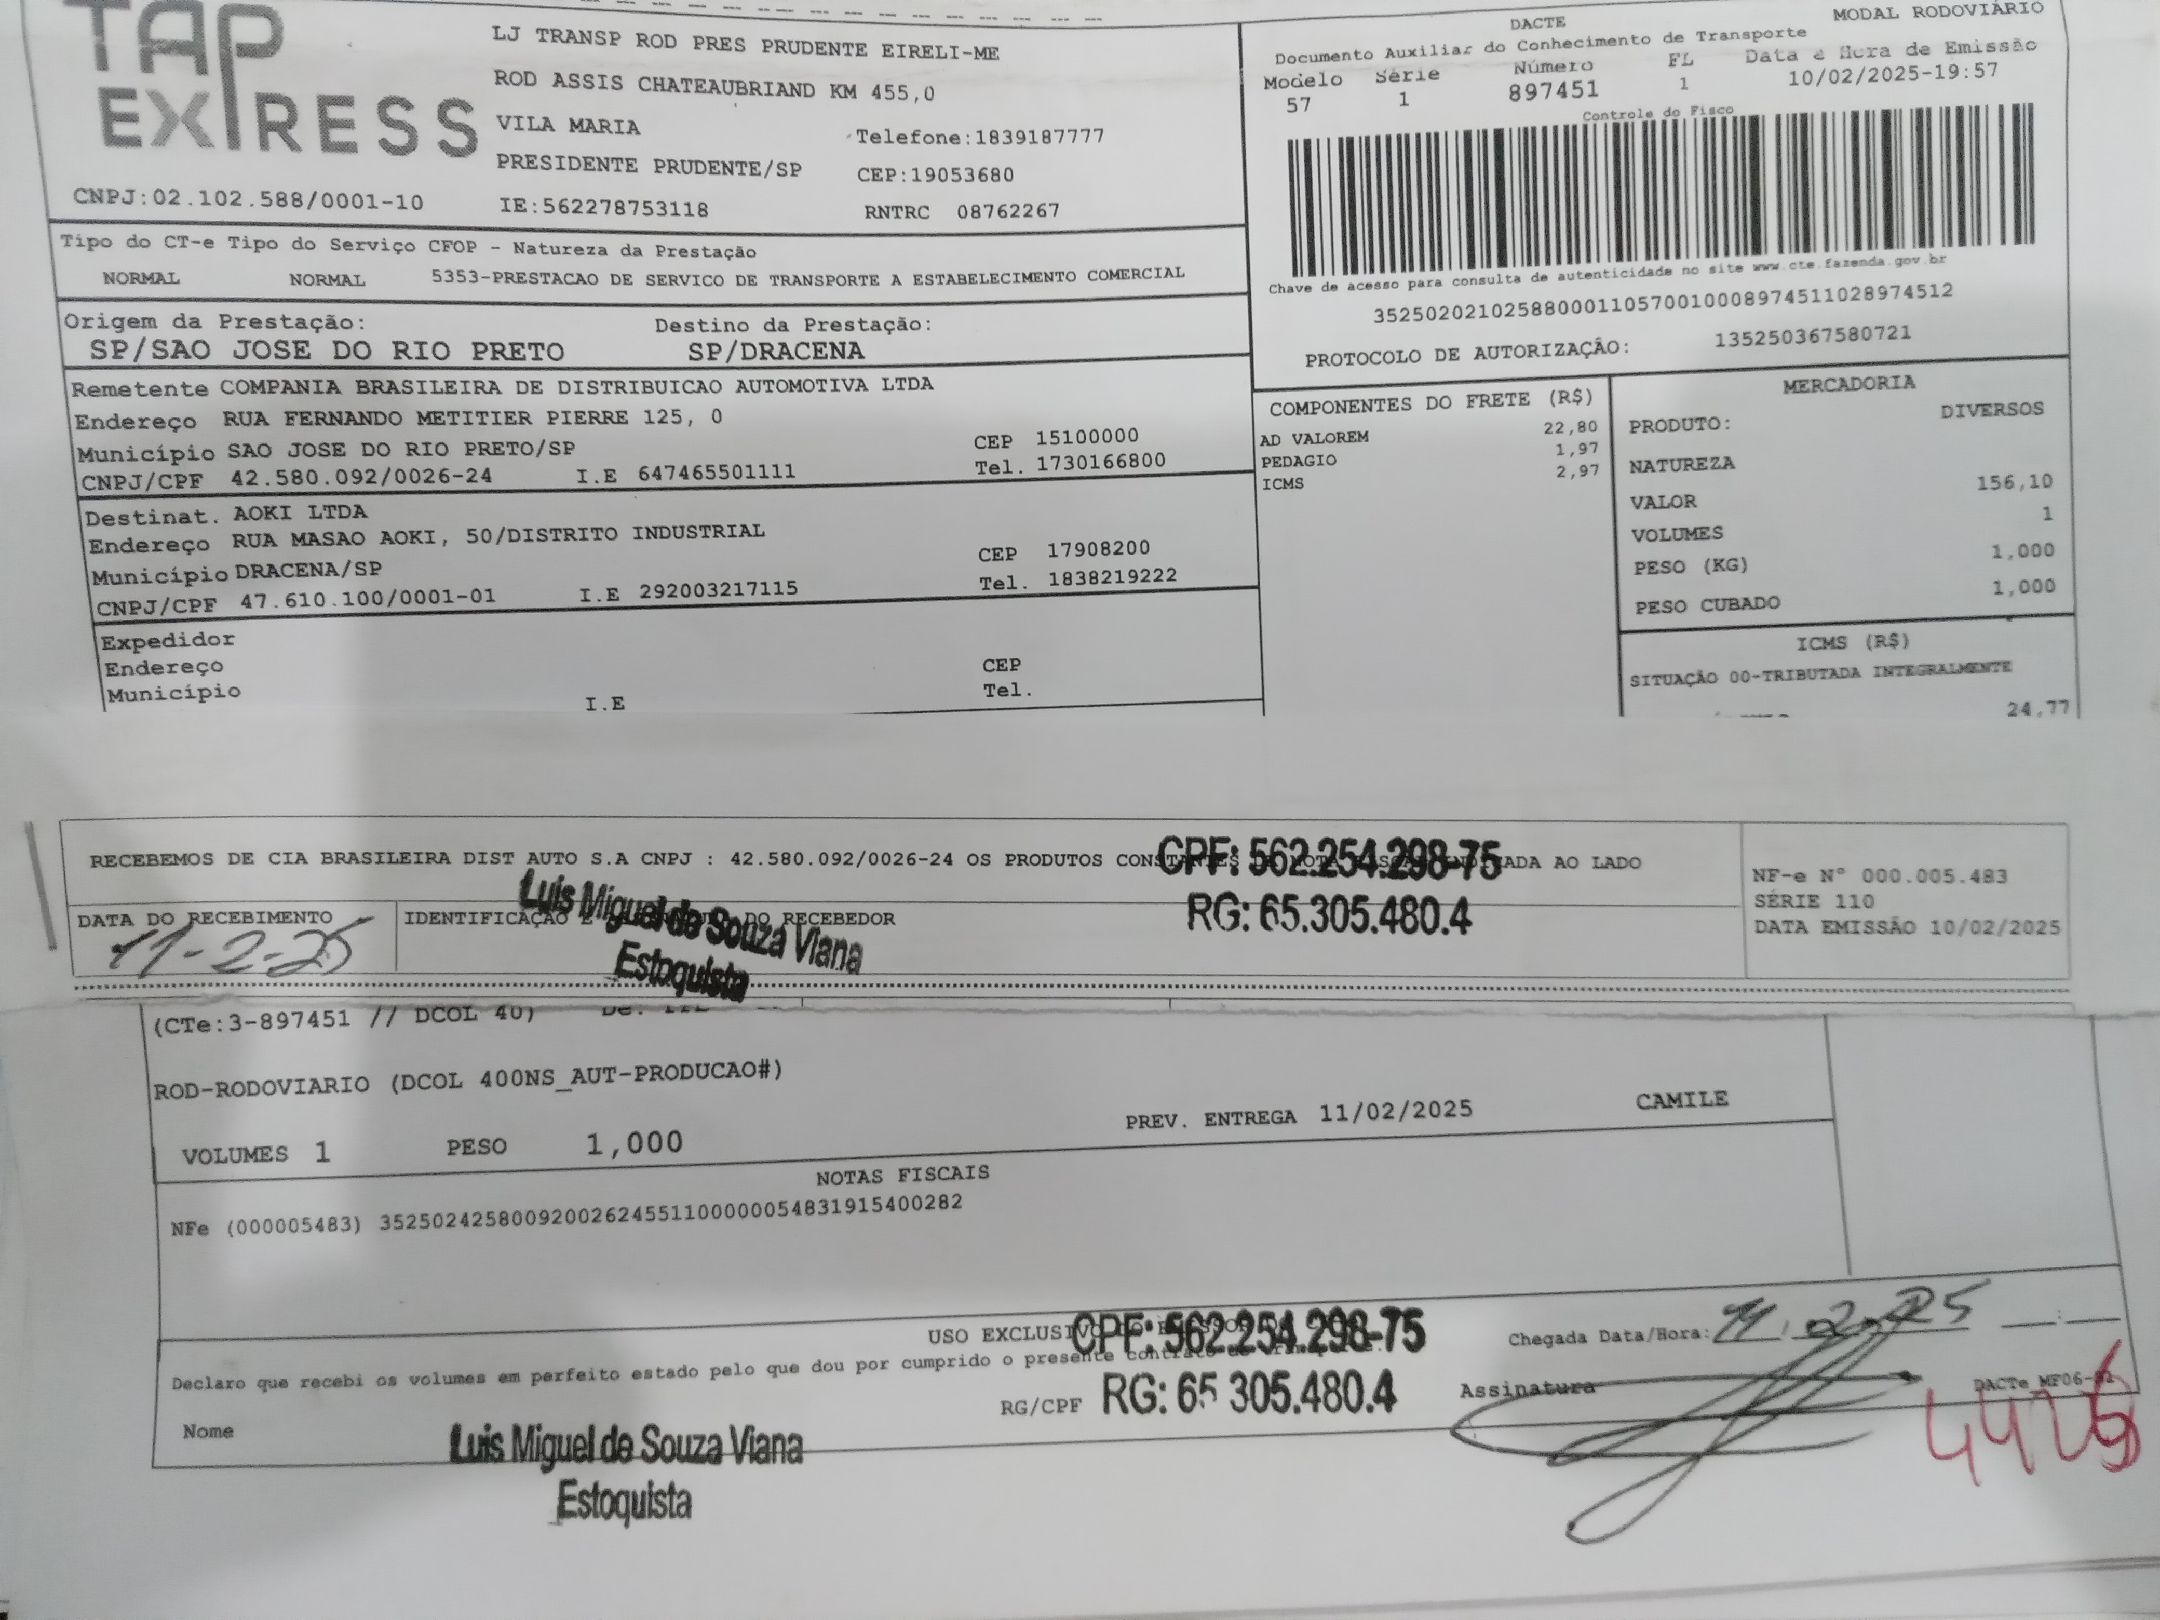 TAP
EXPRESS
LJ TRANSP ROD PRES PRUDENTE EIRELI-ME
ROD ASSIS CHATEAUBRIAND KM 455,0
VILA MARIA
Telefone:1839187777
PRESIDENTE PRUDENTE/SP
CEP:19053680
CNPJ:02.102.588/0001-10
IE:562278753118
RNTRC 08762267
DACTE
MODAL RODOVIÁRIO
Documento Auxiliar do Conhecimento de Transporte
Modelo Série Número FL Data e Hora de Emissão
57 1 897451 1 10/02/2025-19:57
Controle do Fisco
Chave de acesso para consulta de autenticidade no site www.cte.fazenda.gov.br
35250202102588000110570010008974511028974512
PROTOCOLO DE AUTORIZAÇÃO: 135250367580721
Tipo do CT-e Tipo do Serviço CFOP - Natureza da Prestação
NORMAL NORMAL 5353-PRESTACAO DE SERVICO DE TRANSPORTE A ESTABELECIMENTO COMERCIAL
Origem da Prestação: Destino da Prestação:
SP/SAO JOSE DO RIO PRETO SP/DRACENA
Remetente COMPANIA BRASILEIRA DE DISTRIBUICAO AUTOMOTIVA LTDA
Endereço RUA FERNANDO METITIER PIERRE 125, 0
Município SAO JOSE DO RIO PRETO/SP CEP 15100000
CNPJ/CPF 42.580.092/0026-24 I.E 647465501111 Tel. 1730166800
Destinat. AOKI LTDA
Endereço RUA MASAO AOKI, 50/DISTRITO INDUSTRIAL
Município DRACENA/SP CEP 17908200
CNPJ/CPF 47.610.100/0001-01 I.E 292003217115 Tel. 1838219222
Expedidor
Endereço CEP
Município Tel.
I.E
COMPONENTES DO FRETE (R$)
AD VALOREM 22,80
PEDAGIO 1,97
ICMS 2,97
MERCADORIA
PRODUTO: DIVERSOS
NATUREZA
VALOR 156,10
VOLUMES 1
PESO (KG) 1,000
PESO CUBADO 1,000
ICMS (R$)
SITUAÇÃO 00-TRIBUTADA INTEGRALMENTE
24,77
RECEBEMOS DE CIA BRASILEIRA DIST AUTO S.A CNPJ : 42.580.092/0026-24 OS PRODUTOS CONSTANTES AO LADO
CPF: 562.254.298-75
RG: 65.305.480.4
NF-e N° 000.005.483
SÉRIE 110
DATA EMISSÃO 10/02/2025
DATA DO RECEBIMENTO
11-2-25
IDENTIFICAÇÃO E DO RECEBEDOR
Luis Miguel de Souza Viana
Estoquista
(CTe:3-897451 // DCOL 40)
ROD-RODOVIARIO (DCOL 400NS_AUT-PRODUCAO#)
VOLUMES 1 PESO 1,000 PREV. ENTREGA 11/02/2025 CAMILE
NOTAS FISCAIS
NFe (000005483) 35250242580092002624551100000054831915400282
USO EXCLUSIVO
CPF: 562.254.298-75
Chegada Data/Hora: 11.2.25 __:__
Declaro que recebi os volumes em perfeito estado pelo que dou por cumprido o presente contrato de
RG/CPF RG: 65 305.480.4
Assinatura
DACTe MF06-
Nome
Luis Miguel de Souza Viana
Estoquista